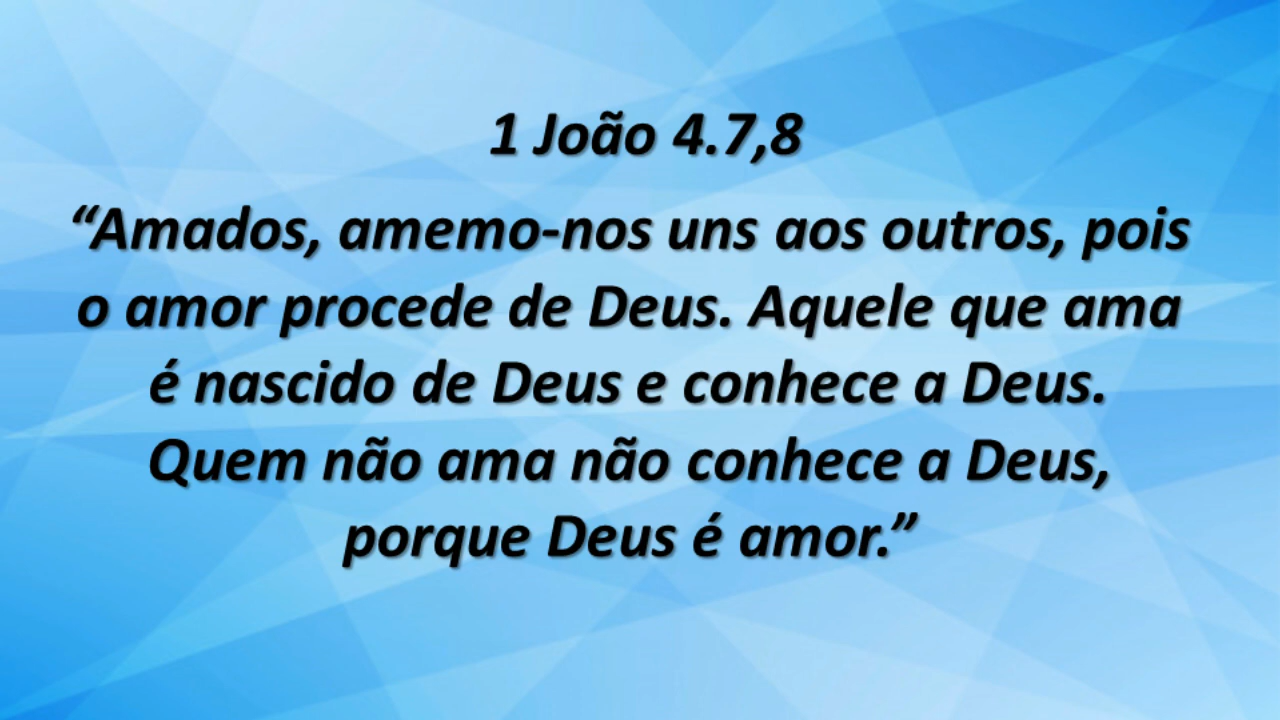 1 João 4.7,8
“Amados, amemo-nos uns aos outros, pois
o amor procede de Deus. Aquele que ama
é nascido de Deus e conhece a Deus.
Quem não ama não conhece a Deus,
porque Deus é amor.”